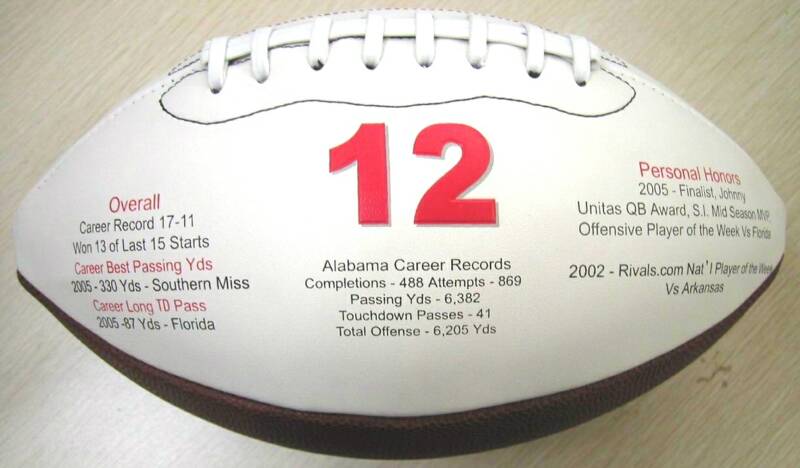 12
Overall
Career Record 17-11
Won 13 of Last 15 Starts
Career Best Passing Yds
2005-330 Yds - Southern Miss
Career Long TD Pass
2005 -87 Yds - Florida
Alabama Career Records
Completions - 488 Attempts - 869
Passing Yds - 6,382
Touchdown Passes - 41
Total Offense - 6,205 Yds
Personal Honors
2005 - Finalist, Johnny
Unitas QB Award, S.I. Mid Season MVP,
Offensive Player of the Week Vs Florida
2002 - Rivals.com Nat'l Player of the Week
Vs Arkansas